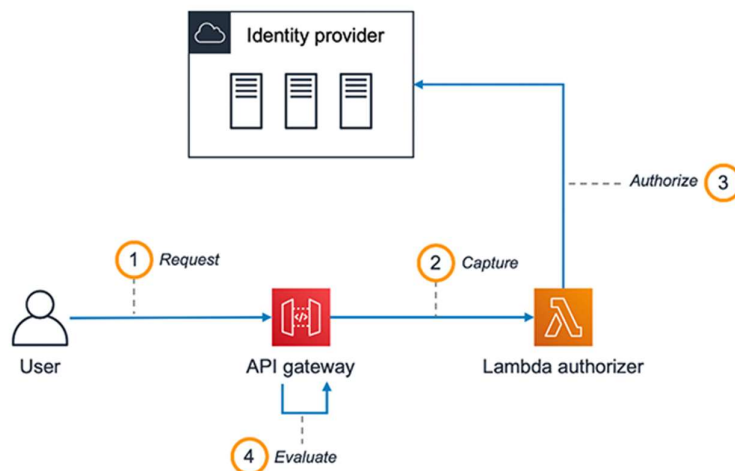 Identity provider
Authorize 3
1 Request
2 Capture
User
API gateway
Lambda authorizer
4 Evaluate